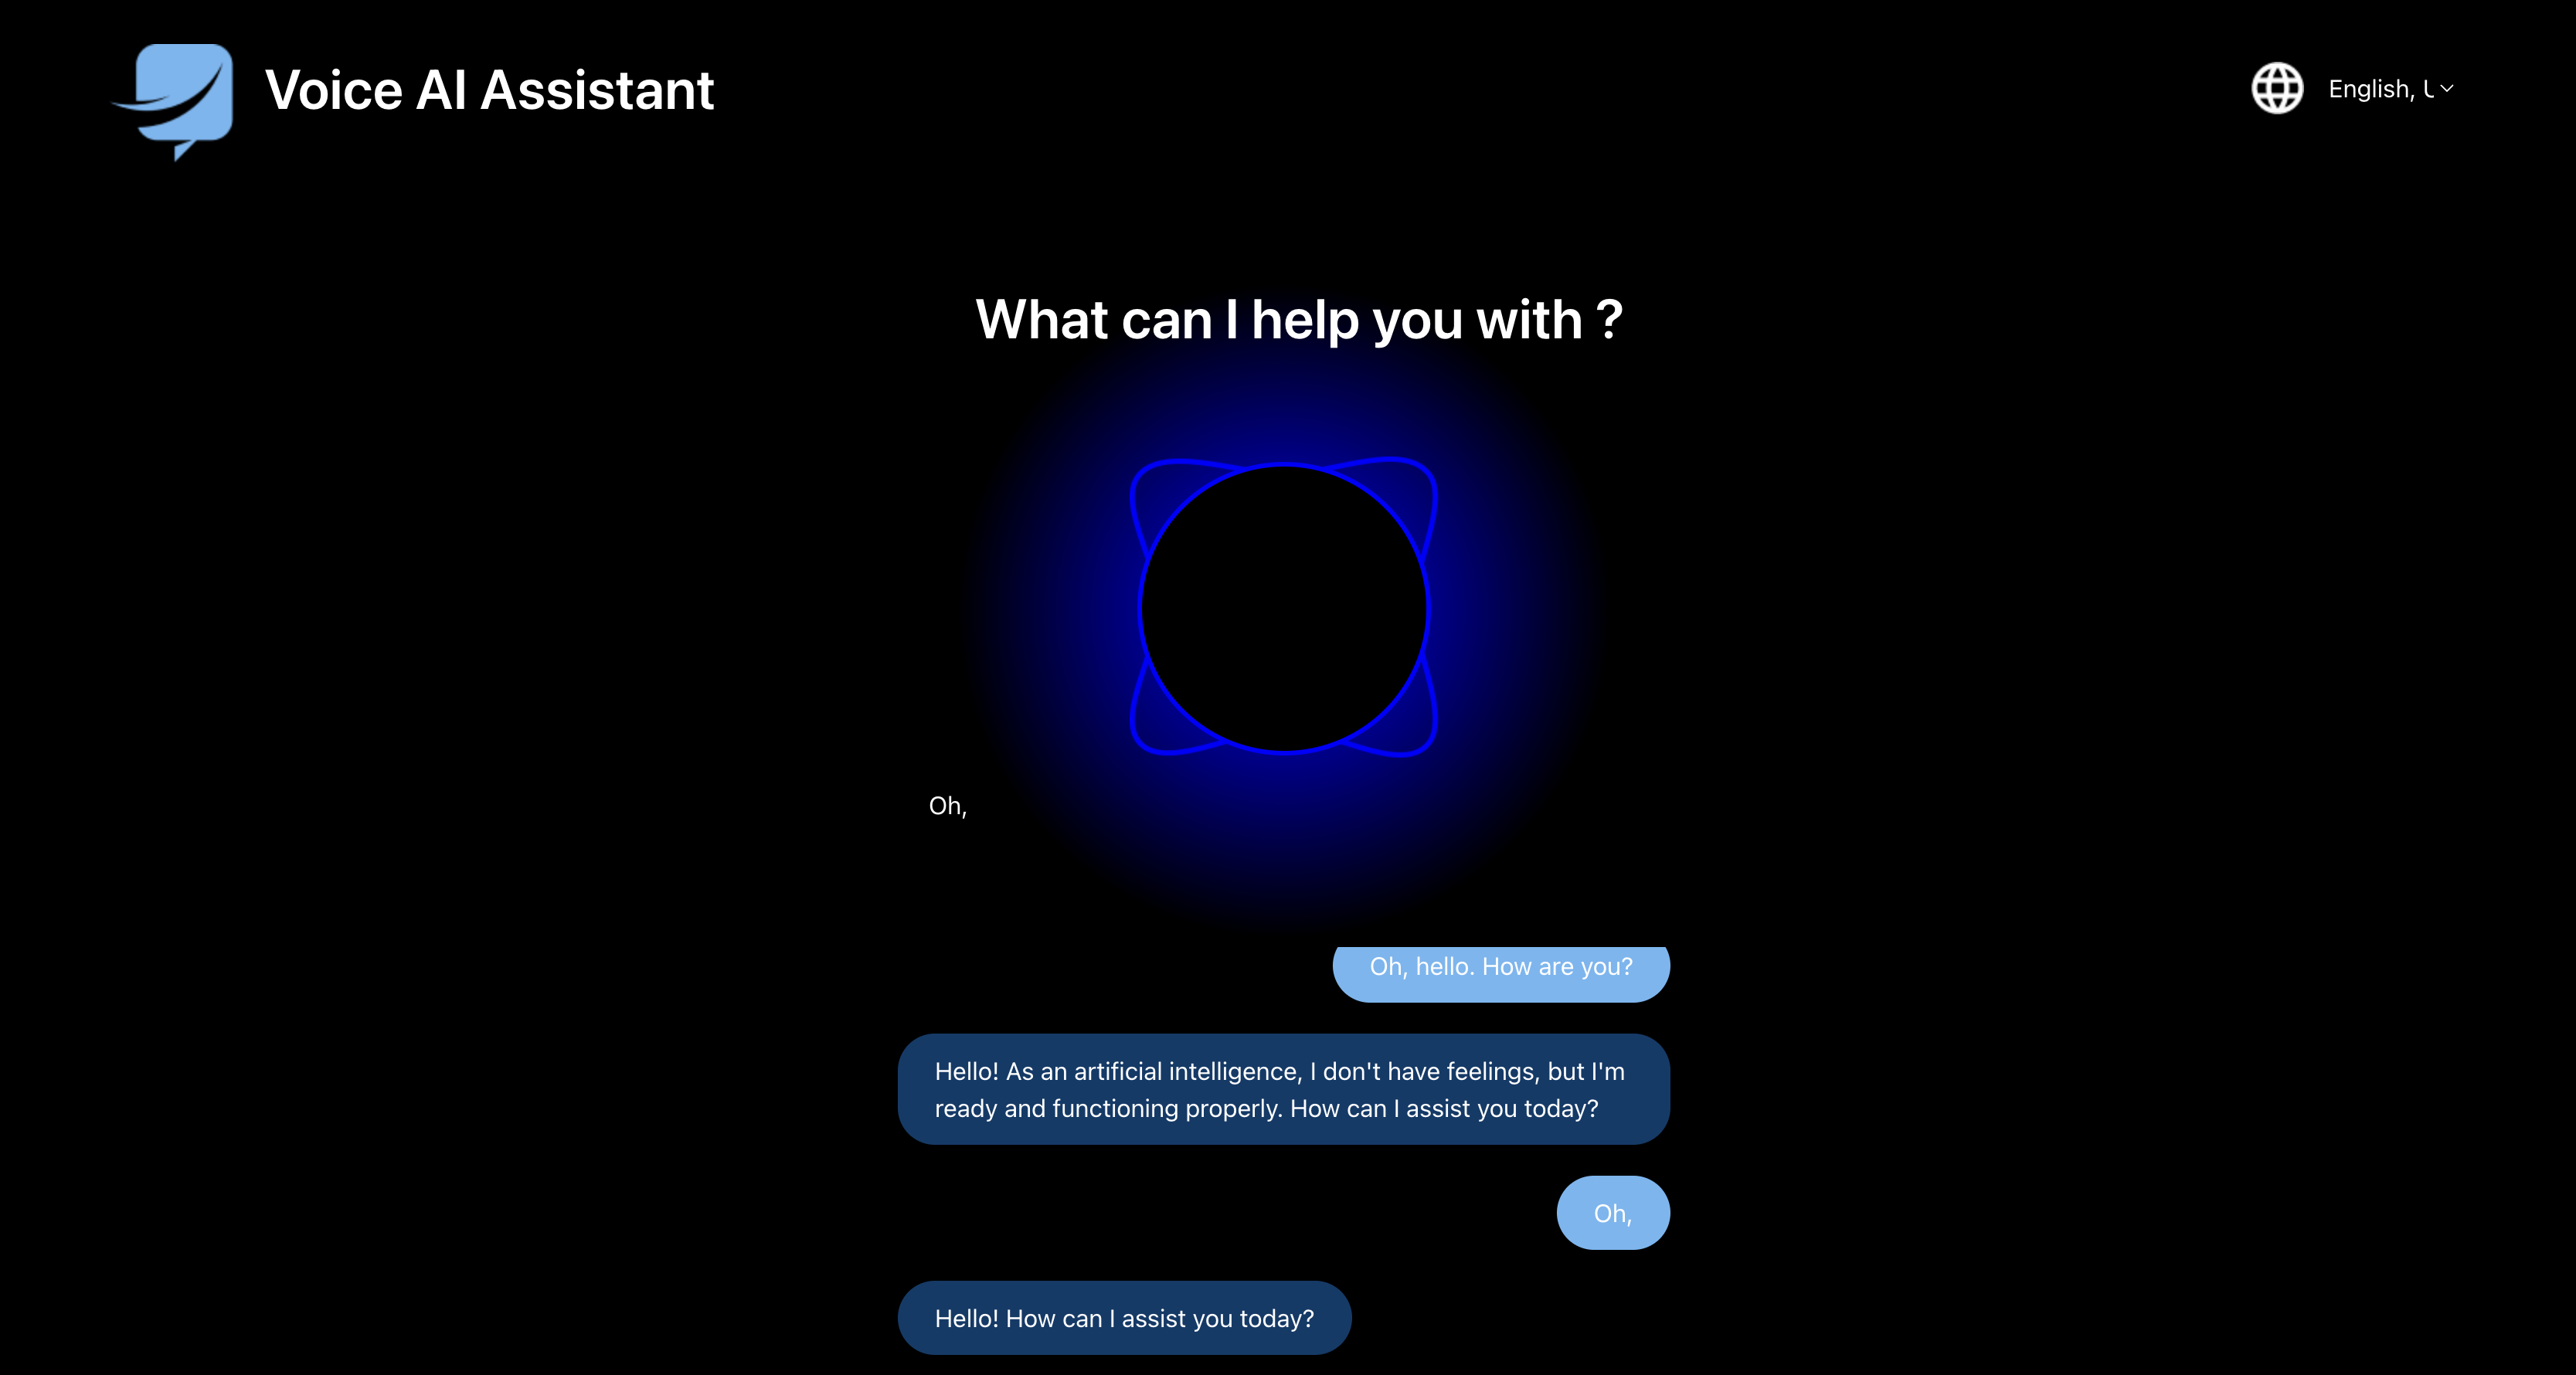 Voice AI Assistant
English, 
What can I help you with ?
Oh,
Oh, hello. How are you?
Hello! As an artificial intelligence, I don't have feelings, but I'm
ready and functioning properly. How can I assist you today?
Oh,
Hello! How can I assist you today?